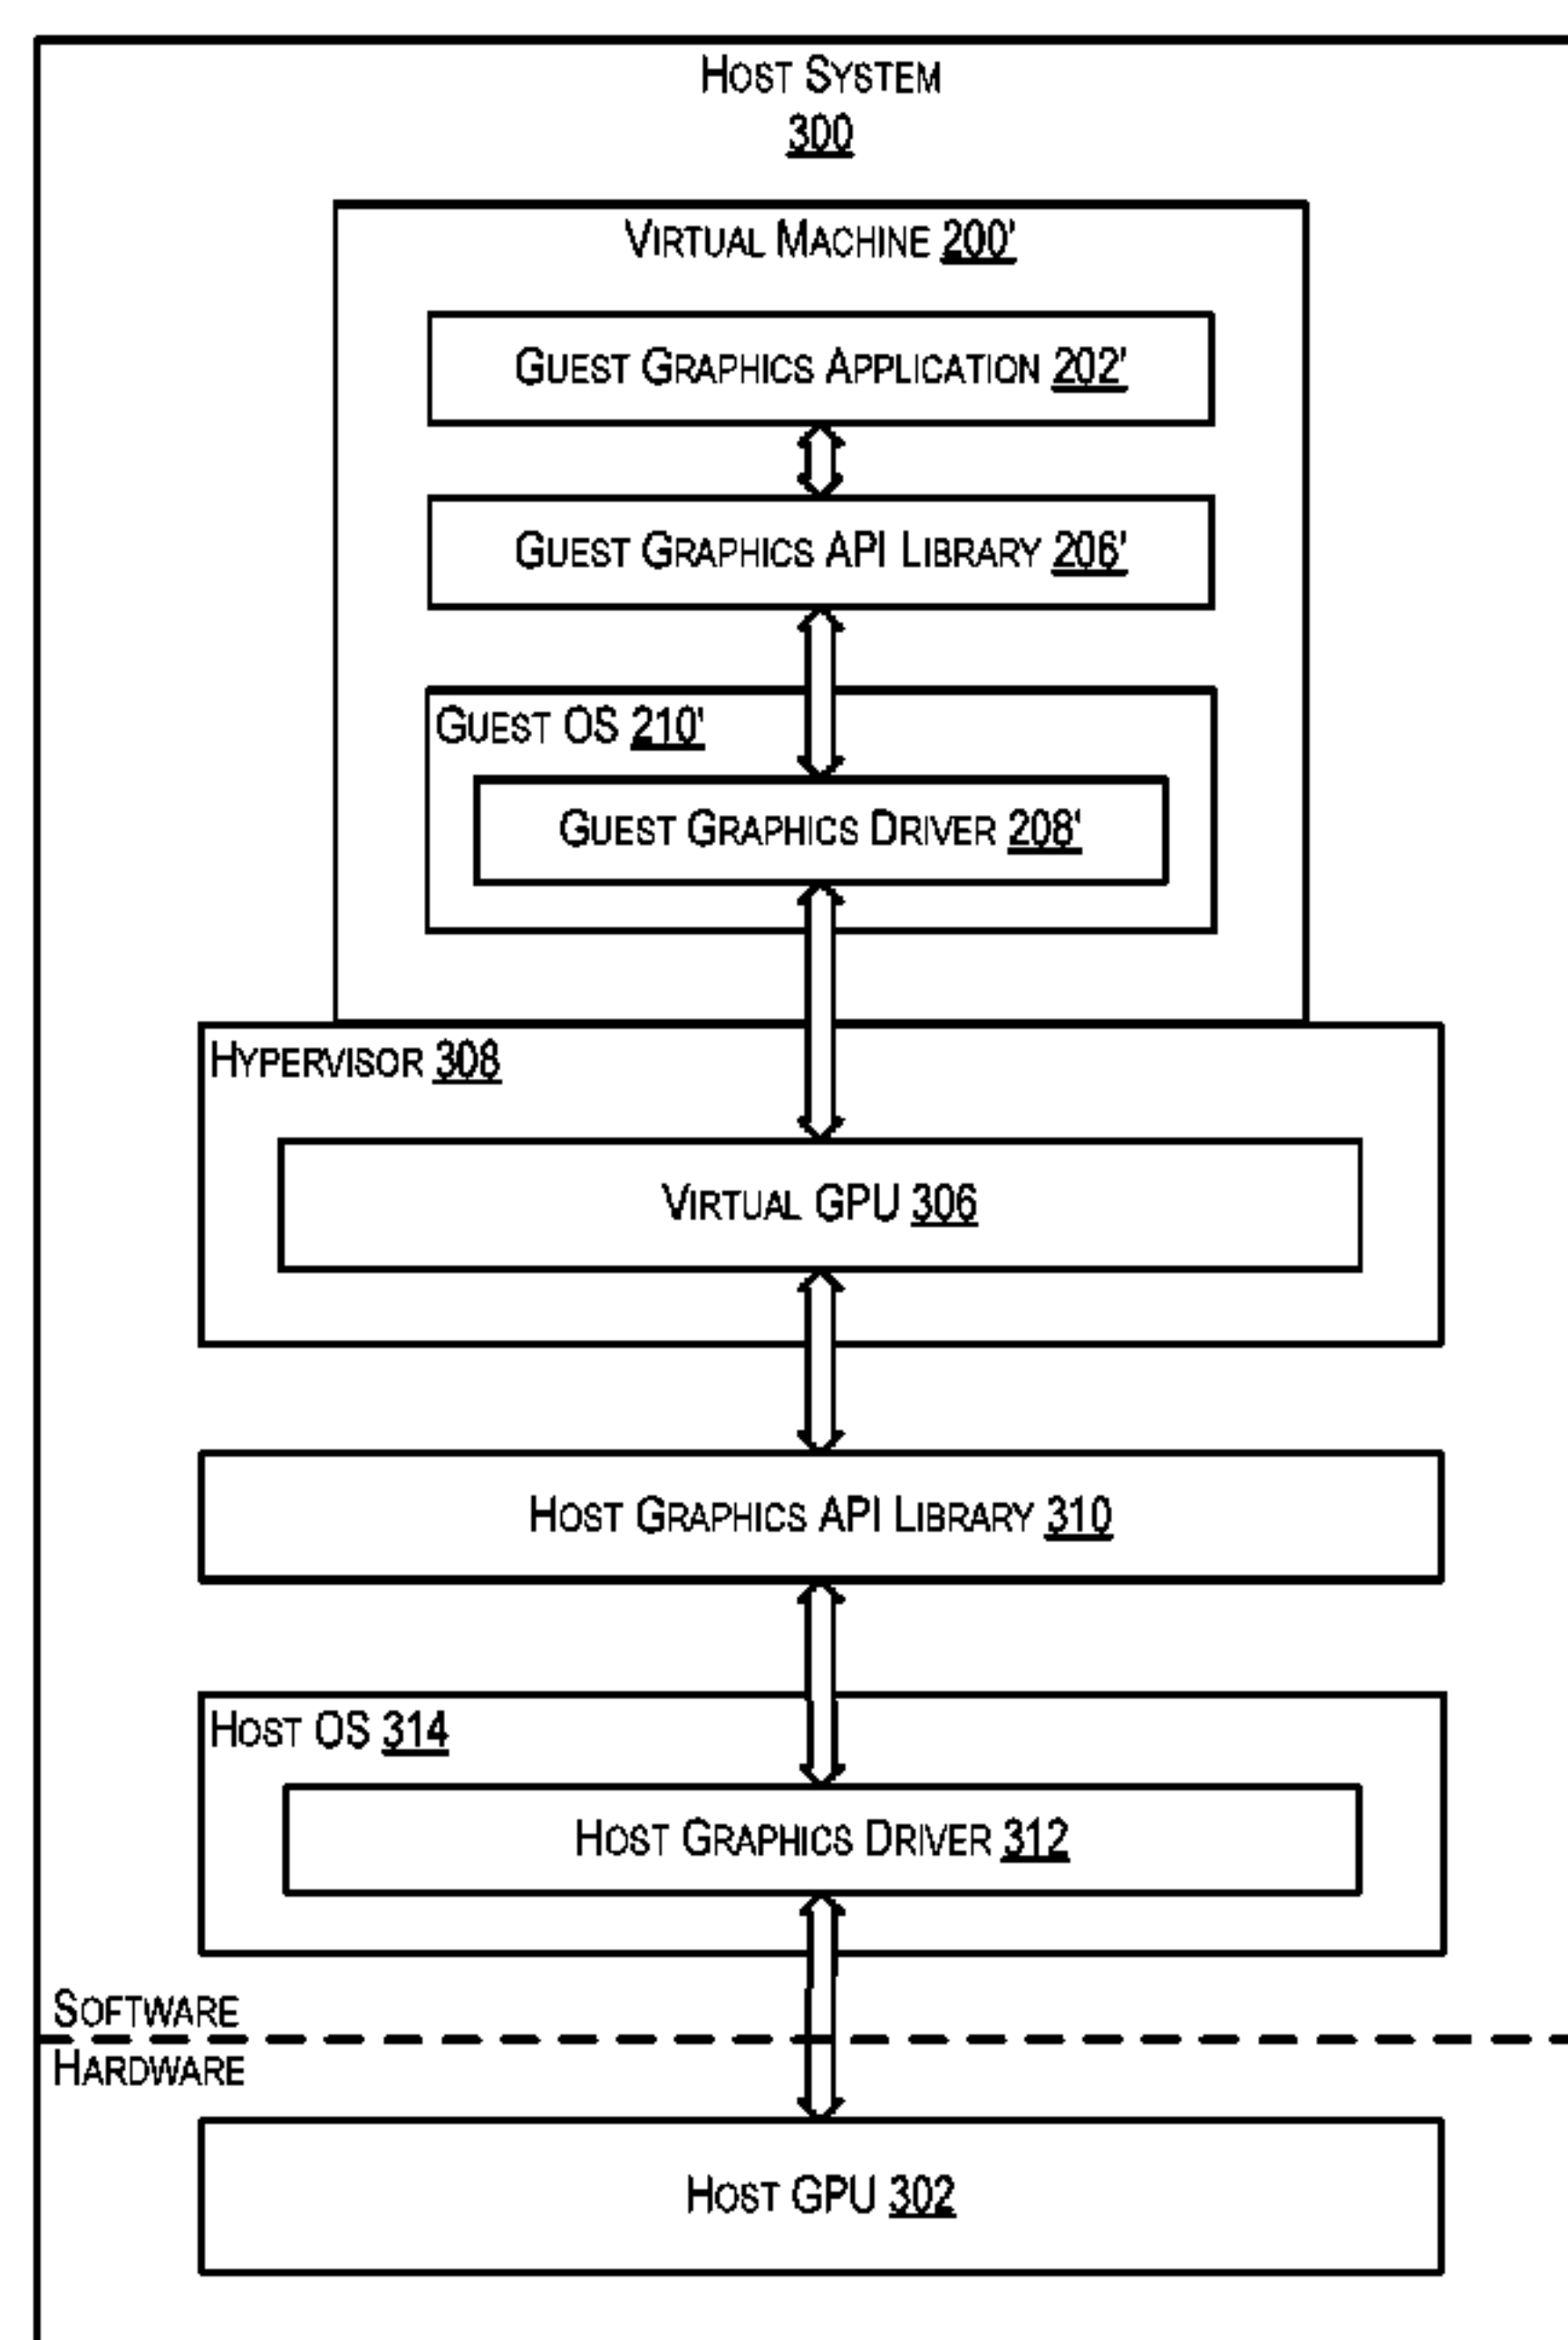 Host System
300
Virtual Machine 200'
Guest Graphics Application 202'
Guest Graphics API Library 206'
Guest OS 210'
Guest Graphics Driver 208'
Hypervisor 308
Virtual GPU 306
Host Graphics API Library 310
Host OS 314
Host Graphics Driver 312
Software
Hardware
Host GPU 302